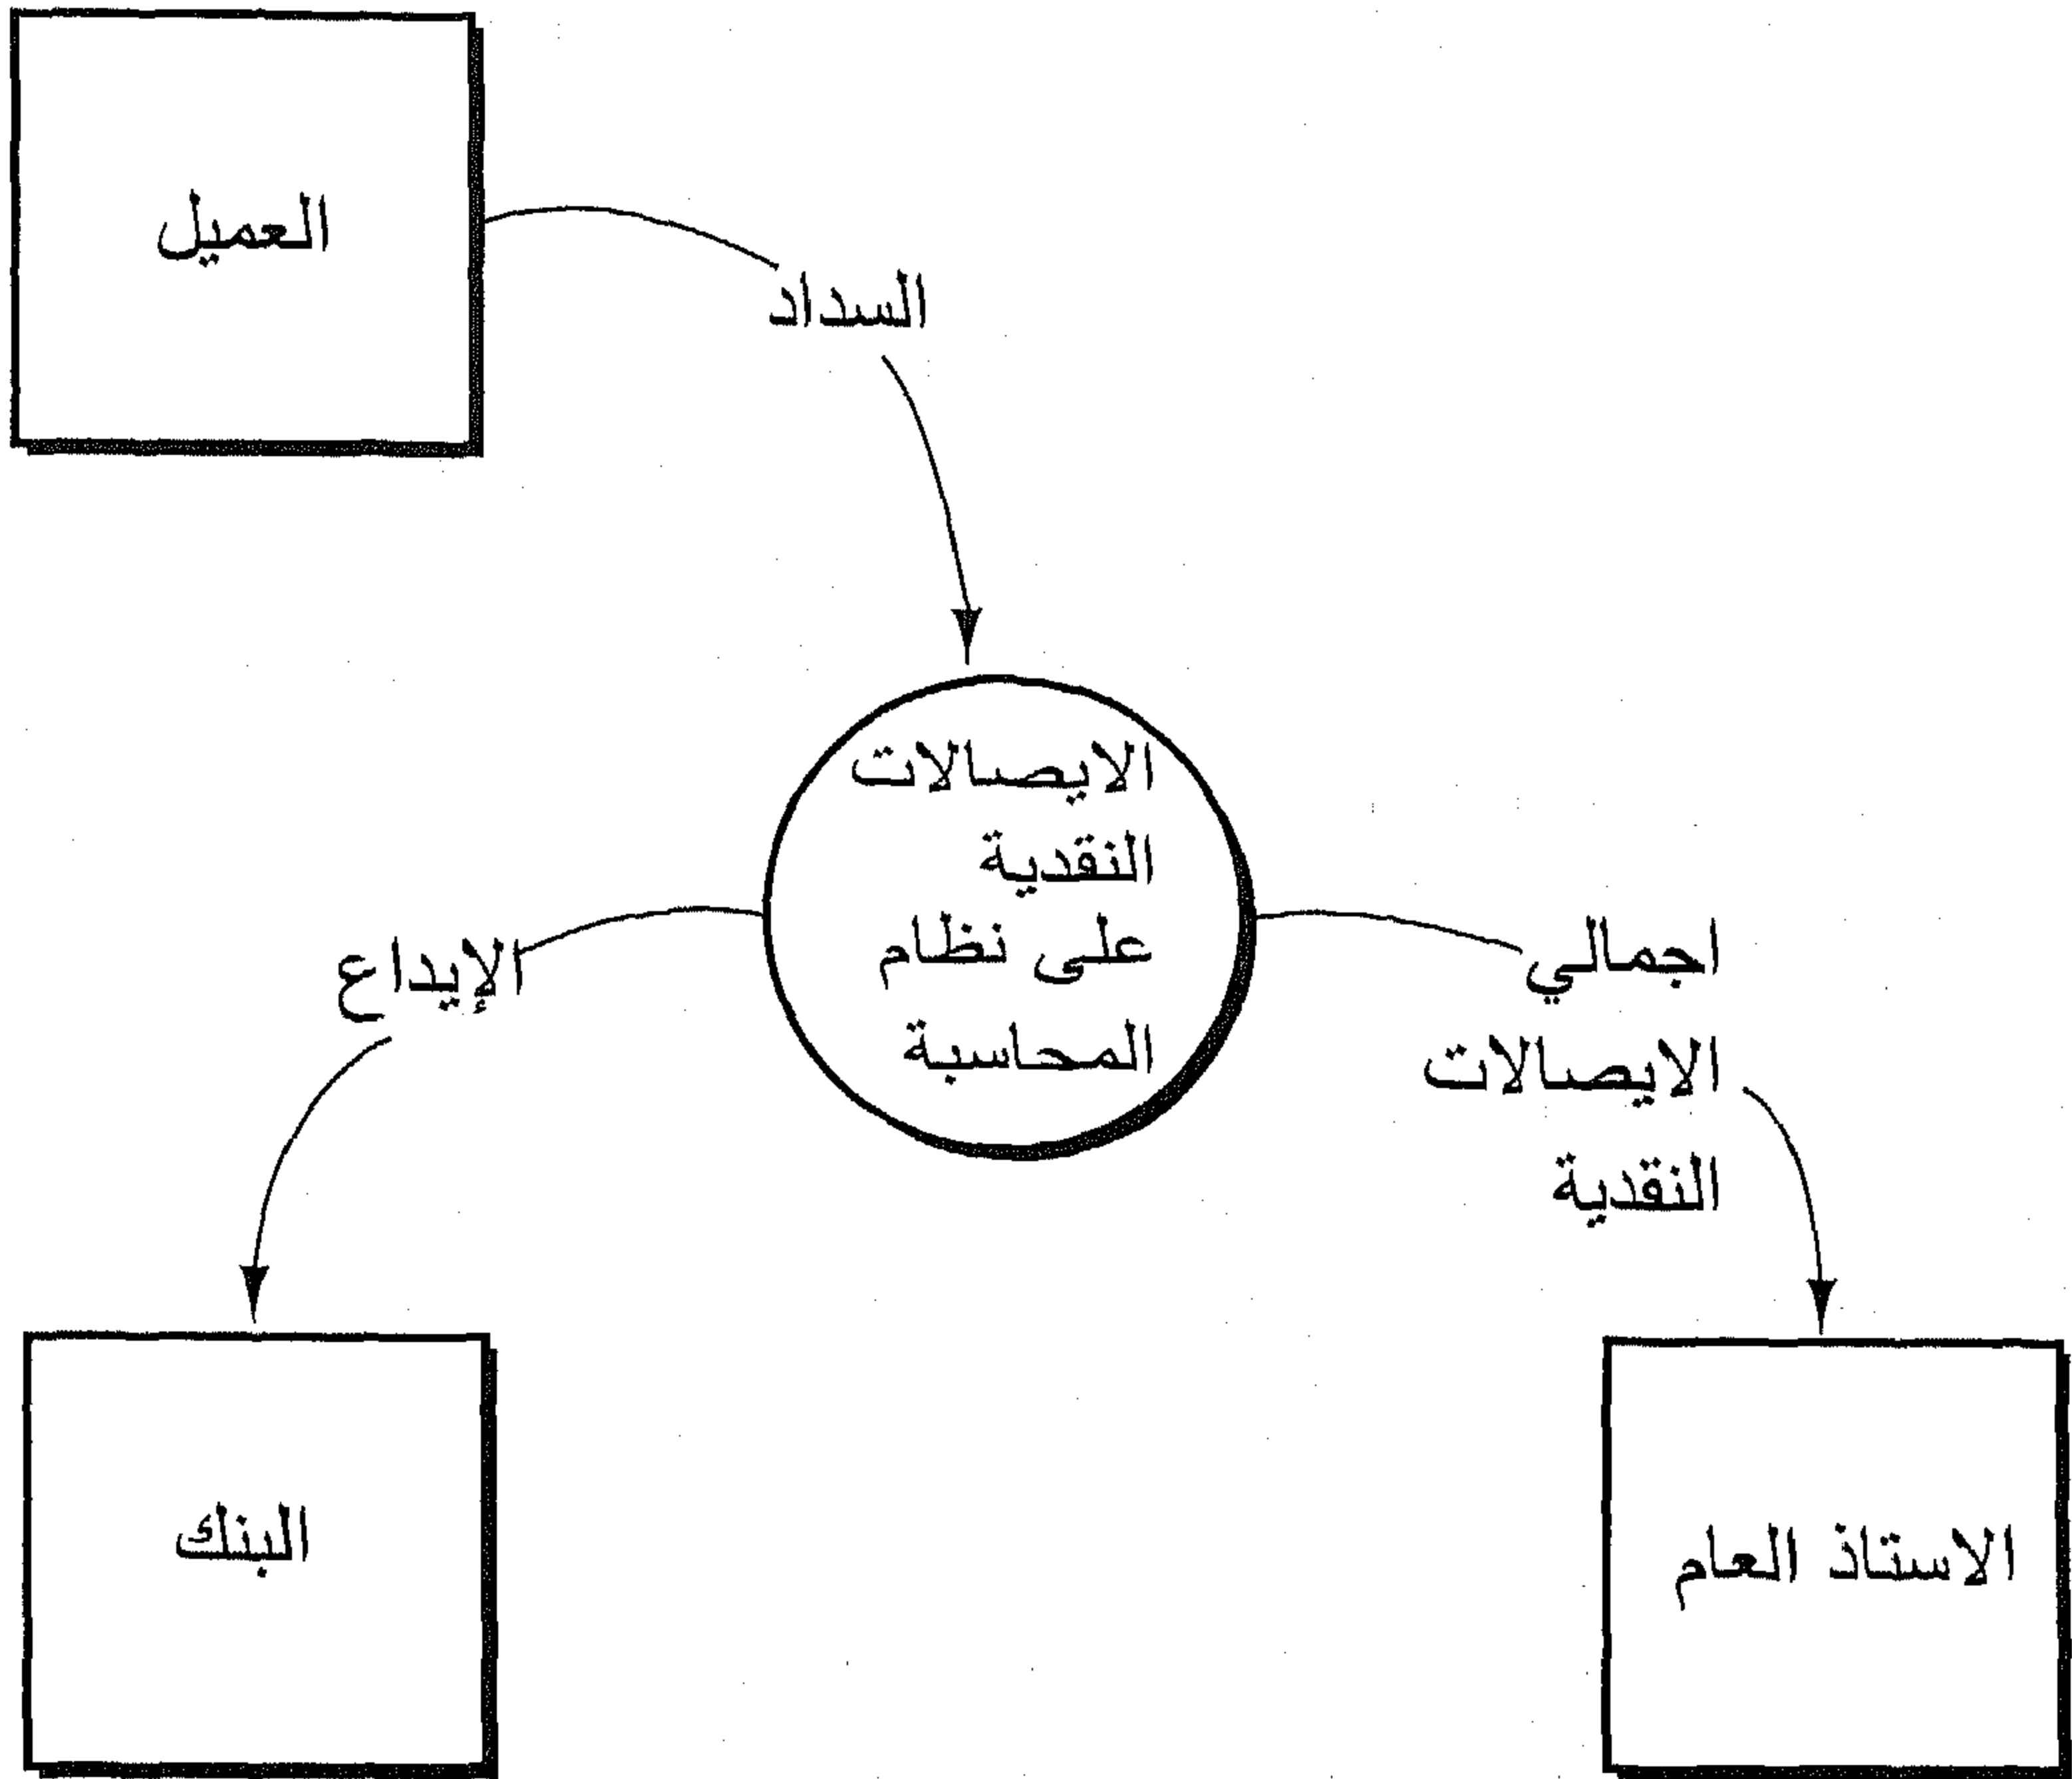 العميل
السداد
الايصالات
النقدية
على نظام
المحاسبة
اجمالي
الايصالات
النقدية
الإيداع
الاستاذ العام
البنك